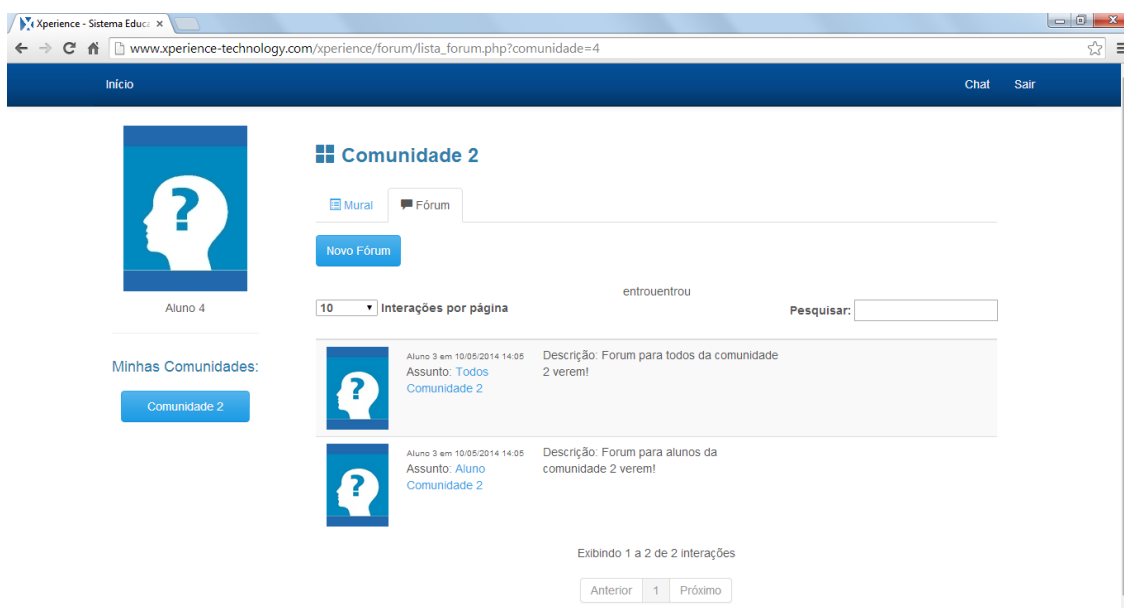 Xperience - Sistema Educa
www.xperience-technology.com/xperience/forum/lista_forum.php?comunidade=4
Início Chat Sair
Comunidade 2
Mural Fórum
Novo Fórum
entrouentrou
10 Interações por página Pesquisar:
Aluno 4
Minhas Comunidades:
Comunidade 2
Aluno 3 em 10/05/2014 14:05
Assunto: Todos
Comunidade 2
Descrição: Forum para todos da comunidade
2 verem!
Aluno 3 em 10/05/2014 14:05
Assunto: Aluno
Comunidade 2
Descrição: Forum para alunos da
comunidade 2 verem!
Exibindo 1 a 2 de 2 interações
Anterior 1 Próximo